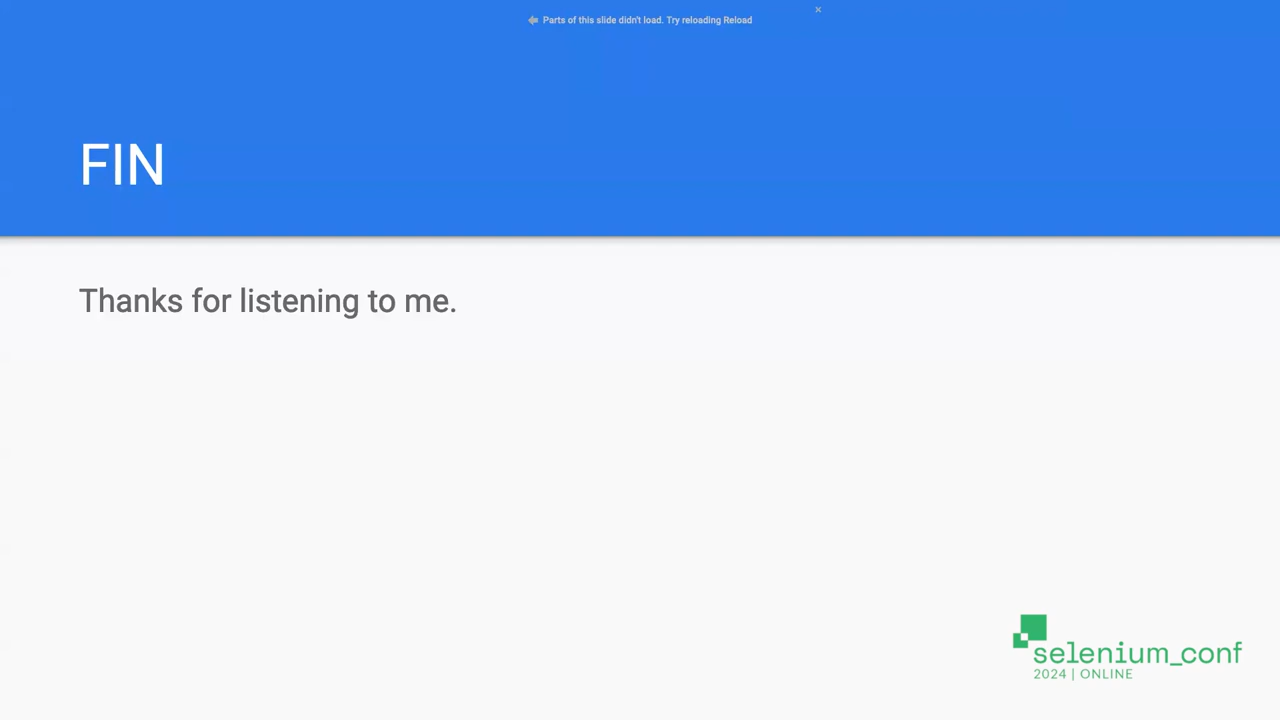 Parts of this slide didn't load. Try reloading Reload
×
FIN
Thanks for listening to me.
selenium_conf
2024 | ONLINE